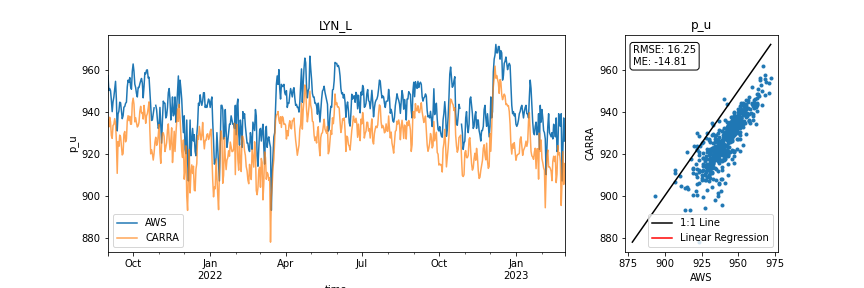 LYN_L
p_u
960
940
920
900
880
p_u
AWS
CARRA
Oct
Jan
2022
Apr
Jul
Oct
Jan
2023
time
p_u
RMSE: 16.25
ME: -14.81
960
940
920
900
880
CARRA
1:1 Line
Linear Regression
875
900
925
950
975
AWS